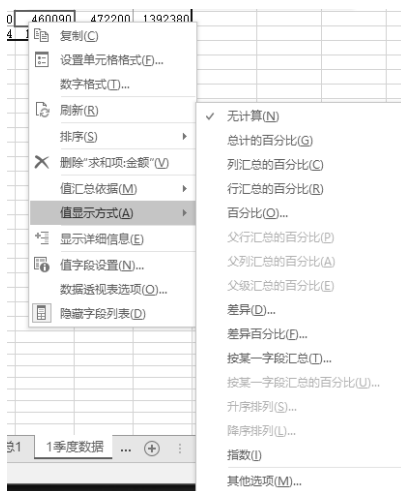 0 460090 472200 1392380
4
复制(C)
设置单元格格式(F)...
数字格式(T)...
刷新(R)
排序(S)
删除“求和项:金额”(V)
值汇总依据(M)
值显示方式(A)
显示详细信息(E)
值字段设置(N)...
数据透视表选项(O)...
隐藏字段列表(D)
无计算(N)
总计的百分比(G)
列汇总的百分比(C)
行汇总的百分比(R)
百分比(O)...
父行汇总的百分比(P)
父列汇总的百分比(A)
父级汇总的百分比(E)
差异(D)...
差异百分比(F)...
按某一字段汇总(T)...
按某一字段汇总的百分比(U)...
升序排列(S)...
降序排列(L)...
指数(I)
其他选项(M)...
总1 1季度数据 ...